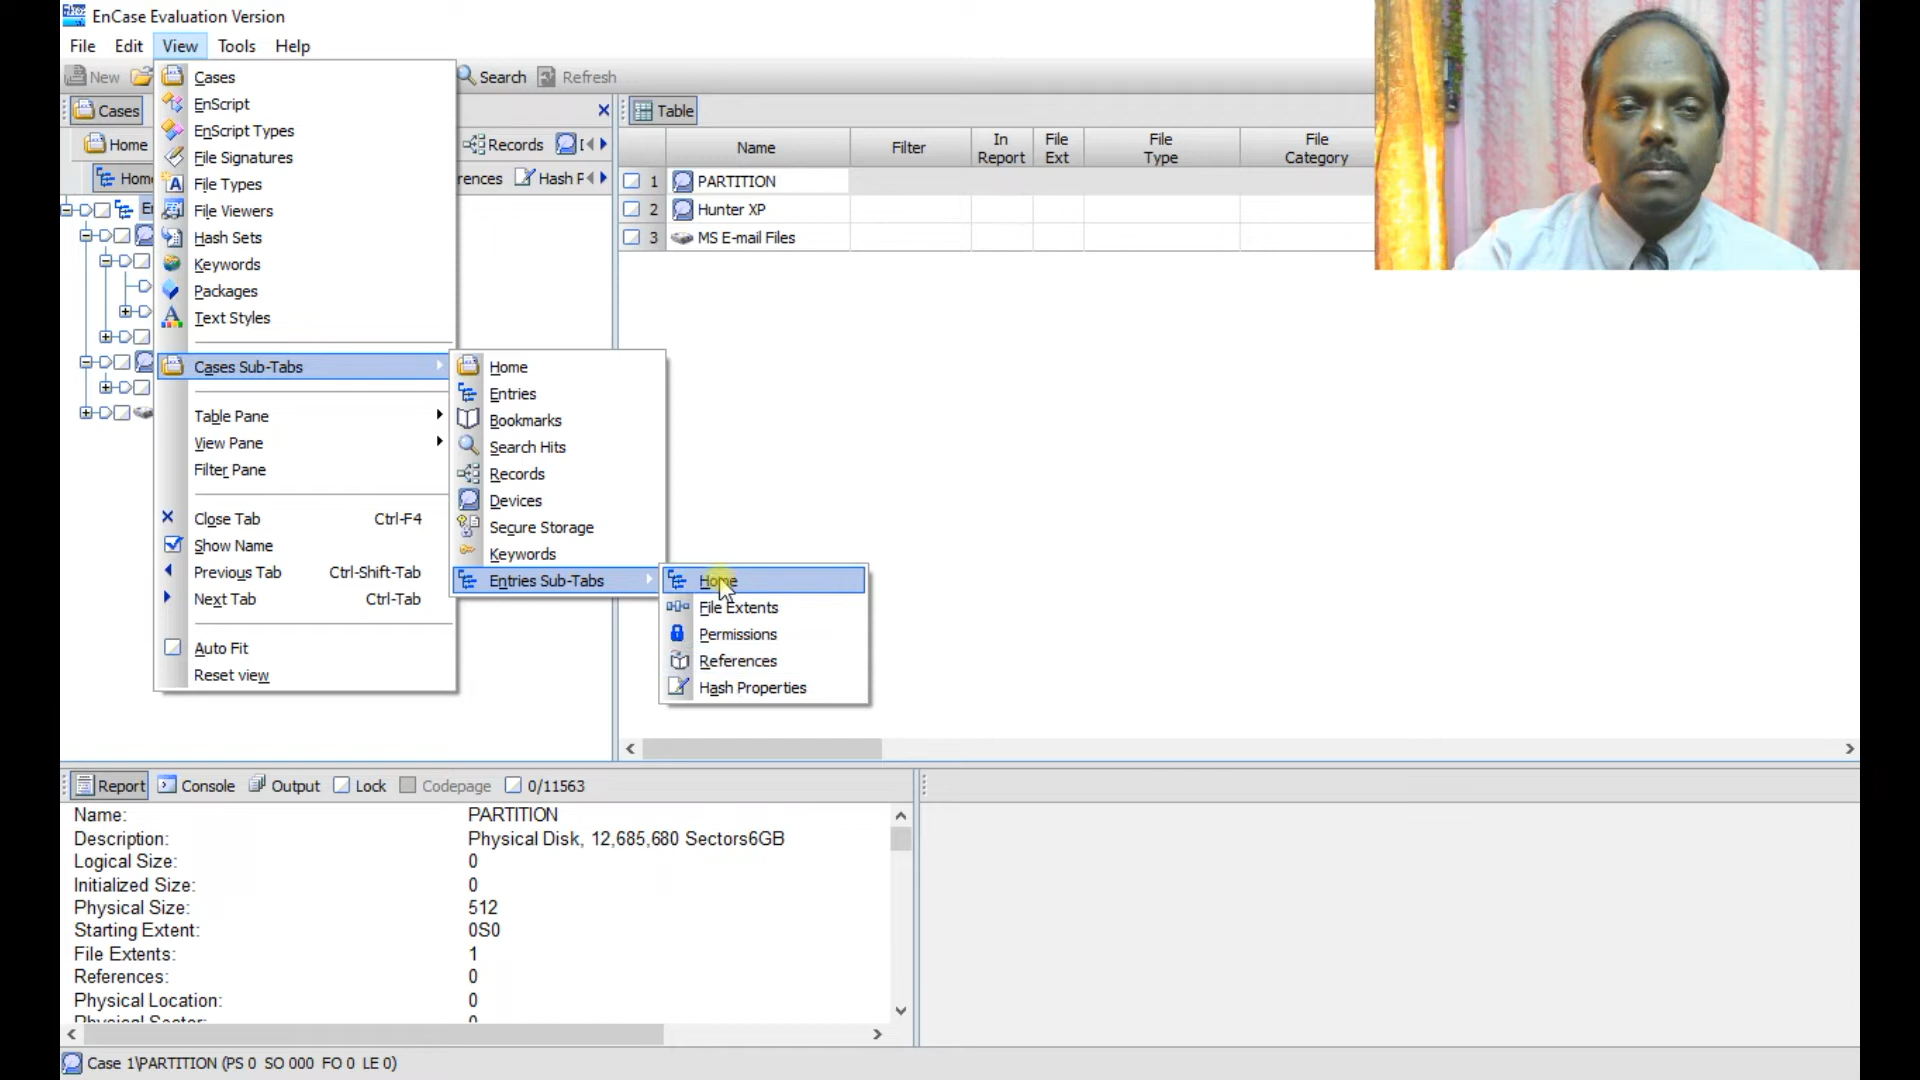 EnCase Evaluation Version
File Edit View Tools Help
New Search Refresh
Cases
Home
Records
Home
rences Hash P
Cases
EnScript
EnScript Types
File Signatures
File Types
File Viewers
Hash Sets
Keywords
Packages
Text Styles
Cases Sub-Tabs
Table Pane
View Pane
Filter Pane
Close Tab Ctrl-F4
Show Name
Previous Tab Ctrl-Shift-Tab
Next Tab Ctrl-Tab
Auto Fit
Reset view
Home
Entries
Bookmarks
Search Hits
Records
Devices
Secure Storage
Keywords
Entries Sub-Tabs
Home
File Extents
Permissions
References
Hash Properties
Table
Name Filter In Report File Ext File Type File Category
1 PARTITION
2 Hunter XP
3 MS E-mail Files
Report Console Output Lock Codepage 0/11563
Name: PARTITION
Description: Physical Disk, 12,685,680 Sectors6GB
Logical Size: 0
Initialized Size: 0
Physical Size: 512
Starting Extent: 0S0
File Extents: 1
References: 0
Physical Location: 0
Physical Sector: 0
Case 1\PARTITION (PS 0 SO 000 FO 0 LE 0)